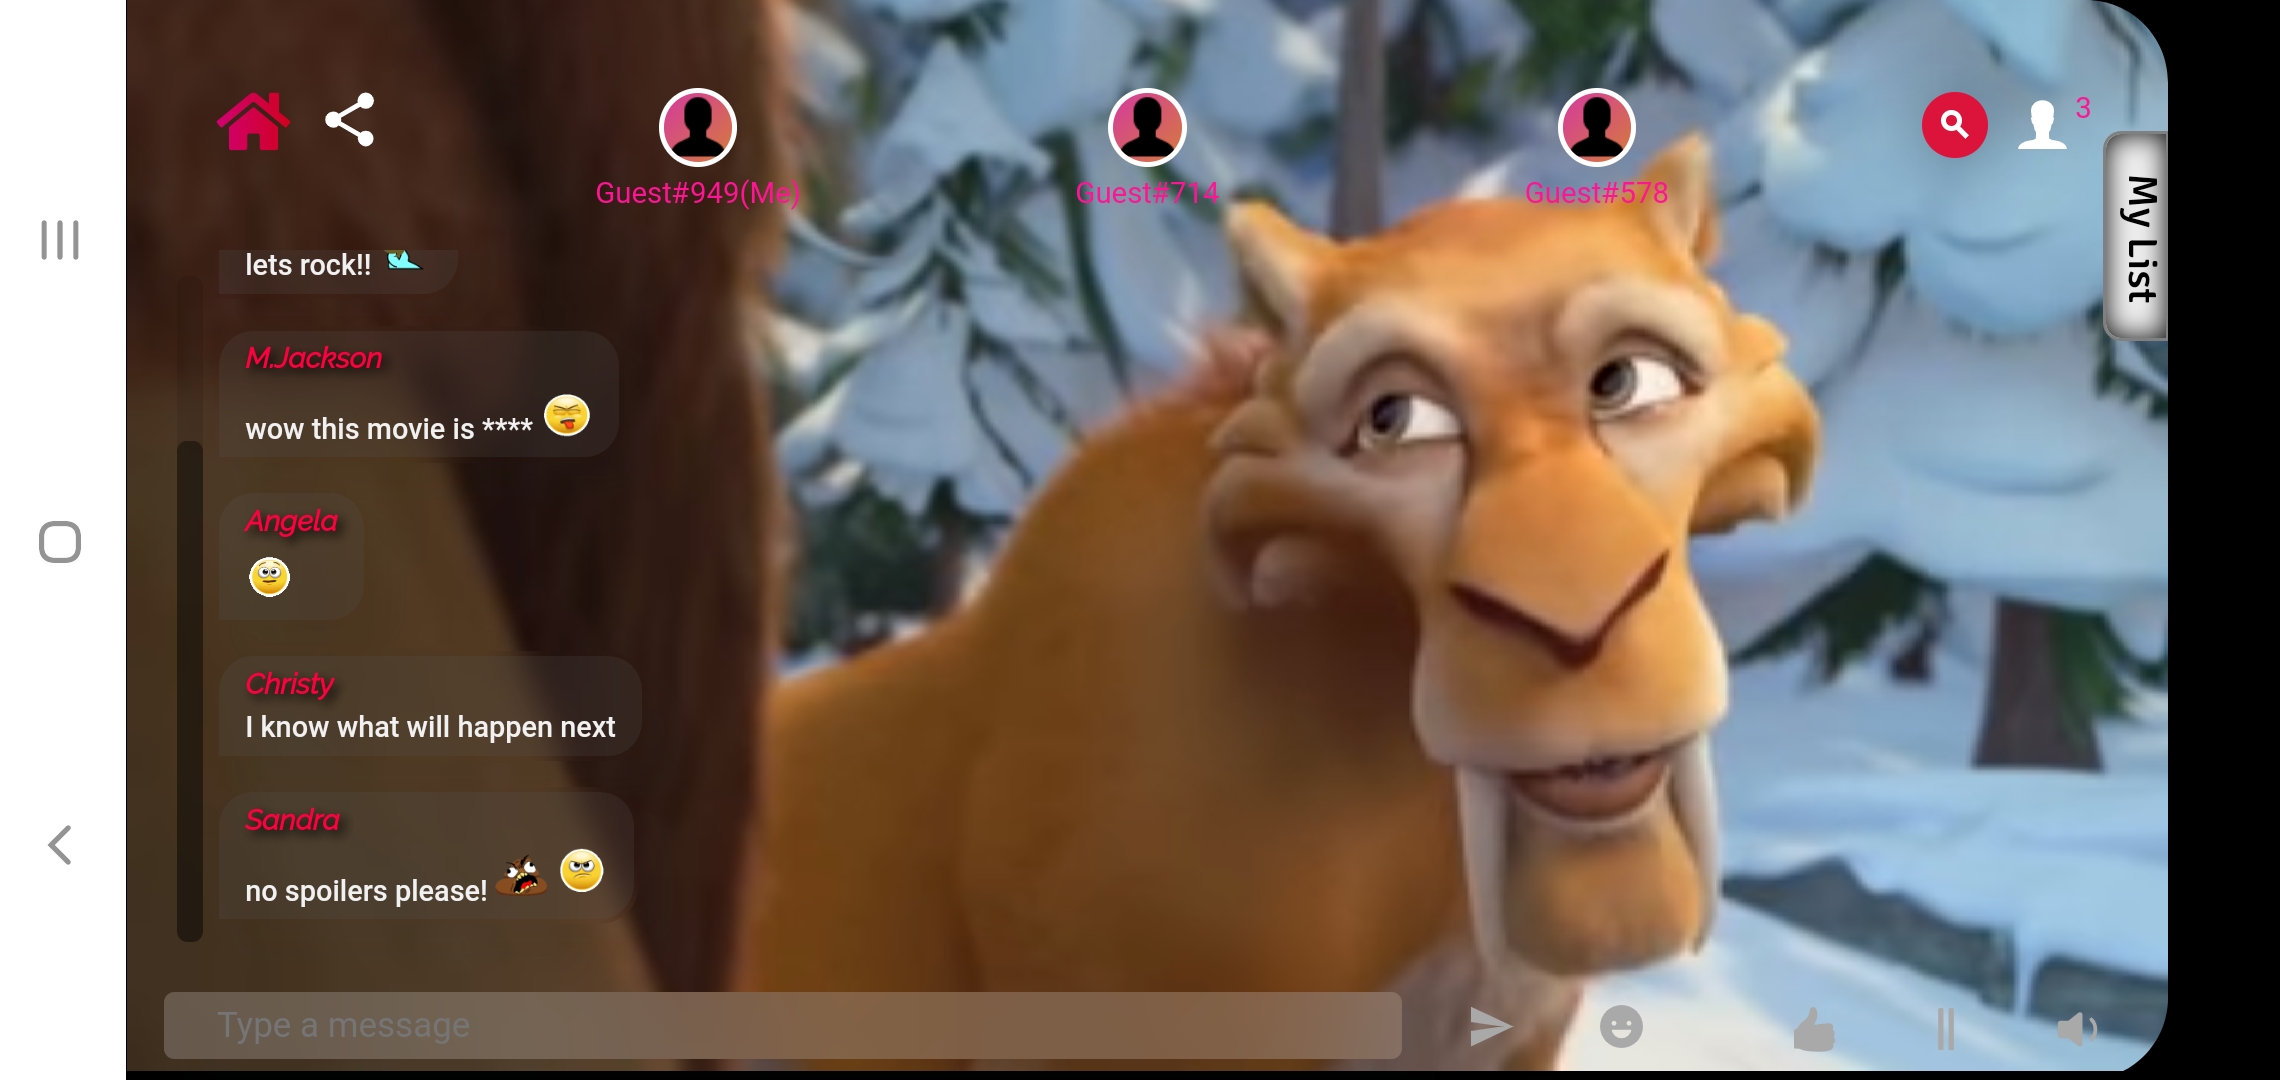 3
Guest#949(Me)
Guest#714
Guest#578
My List
lets rock!!
M.Jackson
wow this movie is ****
Angela
Christy
I know what will happen next
Sandra
no spoilers please!
Type a message